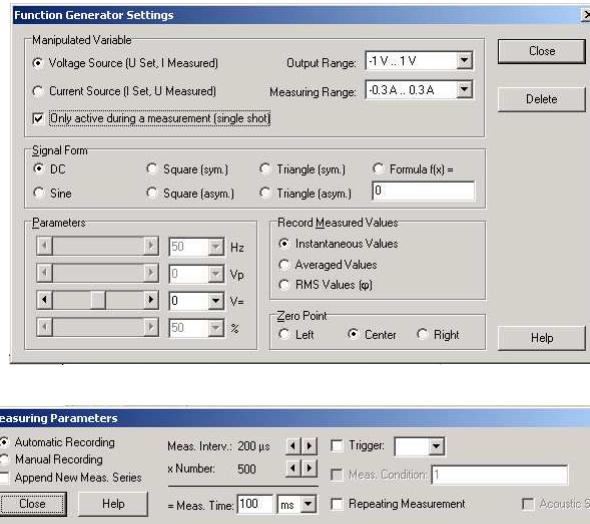 Function Generator Settings
Manipulated Variable
Voltage Source (U Set, I Measured)
Output Range: -1 V .. 1 V
Close
Current Source (I Set, U Measured)
Measuring Range: -0.3 A .. 0.3 A
Delete
Only active during a measurement (single shot)
Signal Form
DC
Square (sym.)
Triangle (sym.)
Formula f(x) =
Sine
Square (asym.)
Triangle (asym.)
0
Parameters
50 Hz
0 Vp
0 V=
50 %
Record Measured Values
Instantaneous Values
Averaged Values
RMS Values (φ)
Zero Point
Left
Center
Right
Help
easuring Parameters
Automatic Recording
Manual Recording
Append New Meas. Series
Close
Help
Meas. Interv.: 200 µs
x Number: 500
= Meas. Time: 100 ms
Trigger:
Meas. Condition: 1
Repeating Measurement
Acoustic S